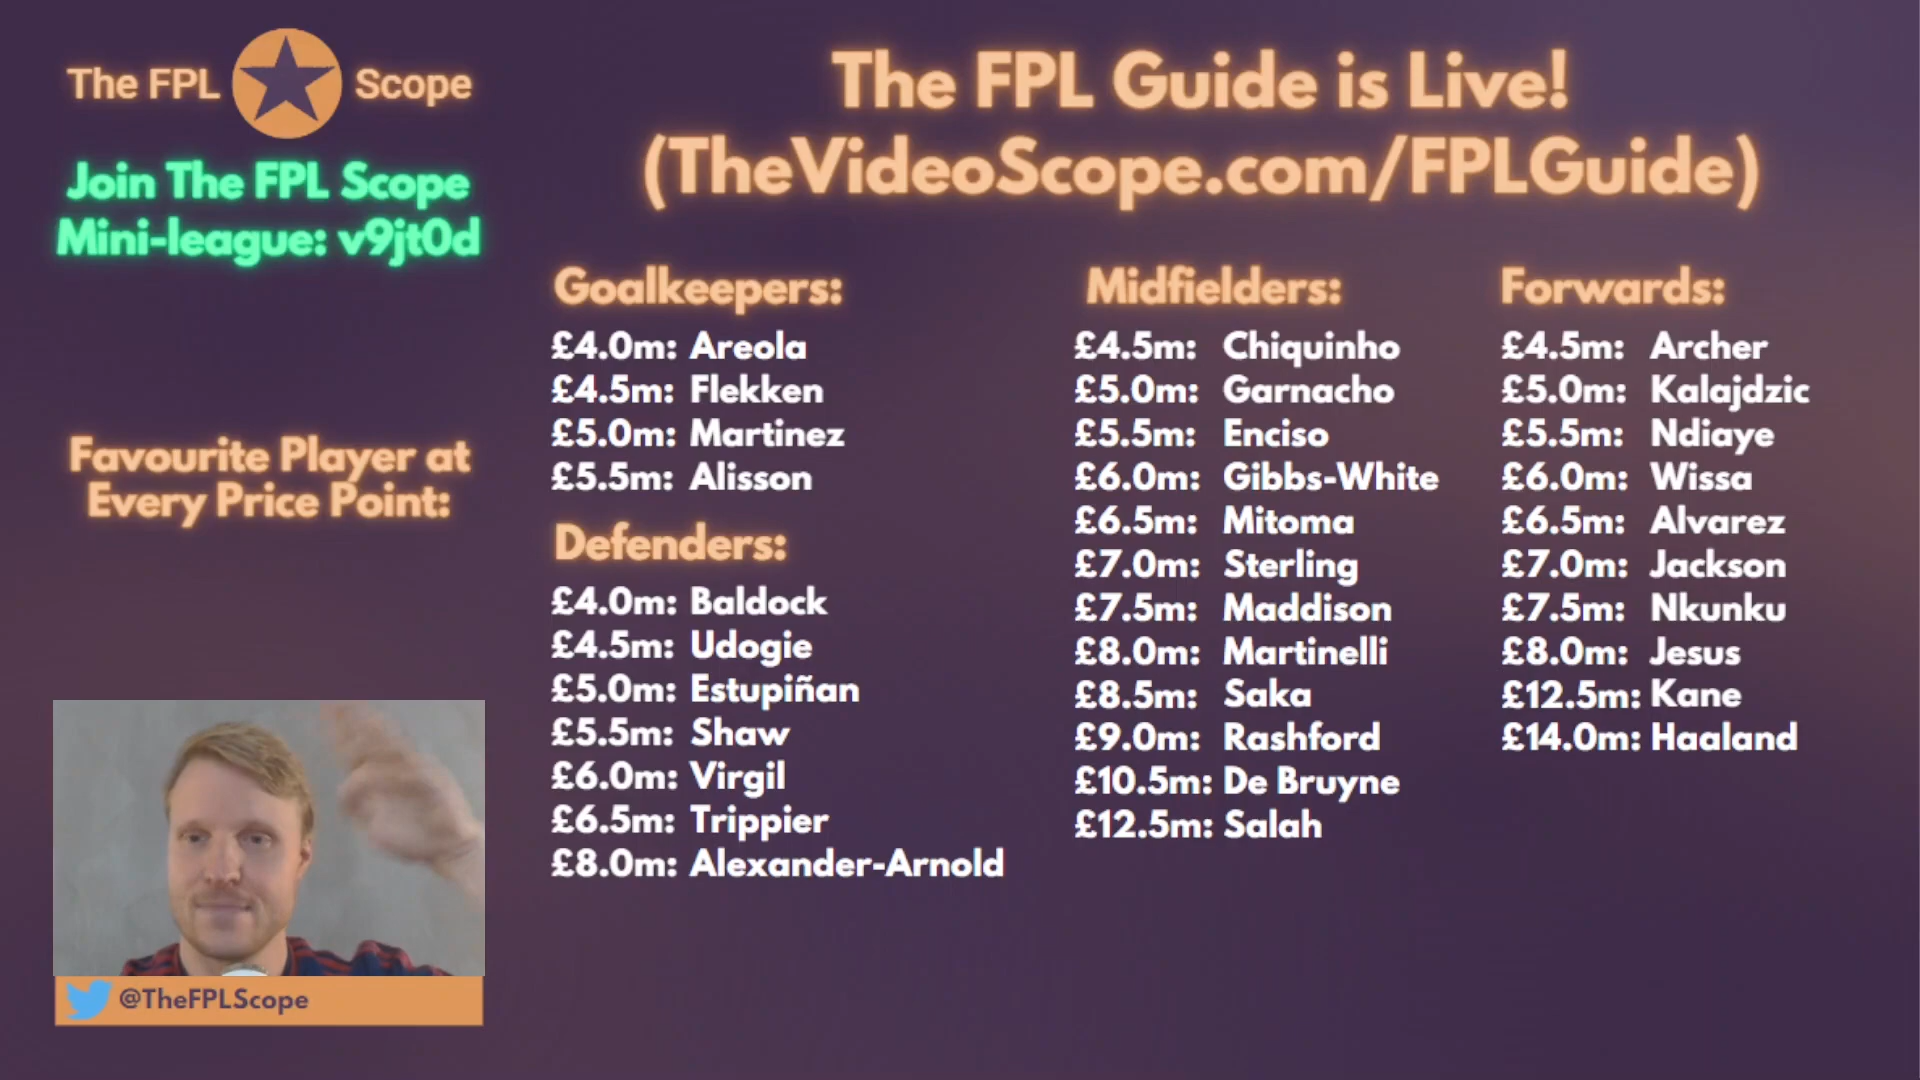 The FPL Scope
Join The FPL Scope
Mini-league: v9jt0d
Favourite Player at
Every Price Point:
@TheFPLScope
The FPL Guide is Live!
(TheVideoScope.com/FPLGuide)
Goalkeepers:
£4.0m: Areola
£4.5m: Flekken
£5.0m: Martinez
£5.5m: Alisson
Defenders:
£4.0m: Baldock
£4.5m: Udogie
£5.0m: Estupiñan
£5.5m: Shaw
£6.0m: Virgil
£6.5m: Trippier
£8.0m: Alexander-Arnold
Midfielders:
£4.5m: Chiquinho
£5.0m: Garnacho
£5.5m: Enciso
£6.0m: Gibbs-White
£6.5m: Mitoma
£7.0m: Sterling
£7.5m: Maddison
£8.0m: Martinelli
£8.5m: Saka
£9.0m: Rashford
£10.5m: De Bruyne
£12.5m: Salah
Forwards:
£4.5m: Archer
£5.0m: Kalajdzic
£5.5m: Ndiaye
£6.0m: Wissa
£6.5m: Alvarez
£7.0m: Jackson
£7.5m: Nkunku
£8.0m: Jesus
£12.5m: Kane
£14.0m: Haaland